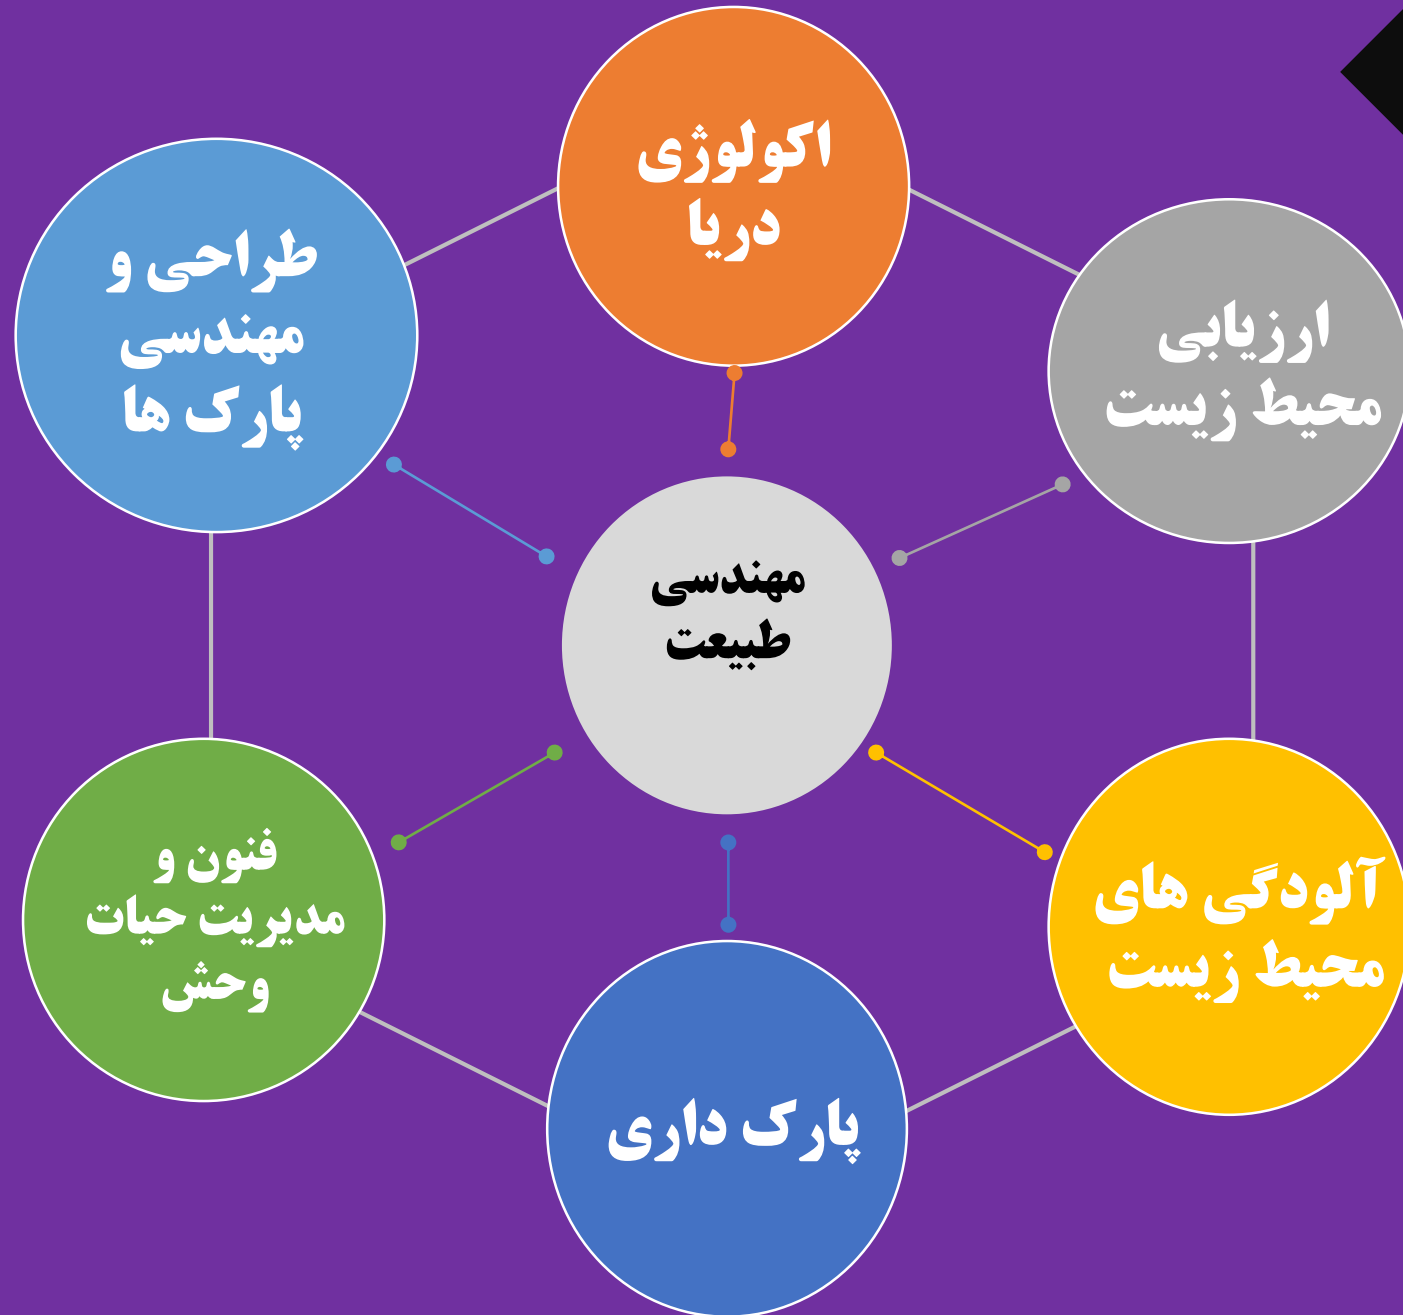 اکولوژی
دریا
ارزیابی
محیط زیست
آلودگی های
محیط زیست
پارک داری
فنون و
مدیریت حیات
وحش
طراحی و
مهندسی
پارک ها
مهندسی
طبیعت